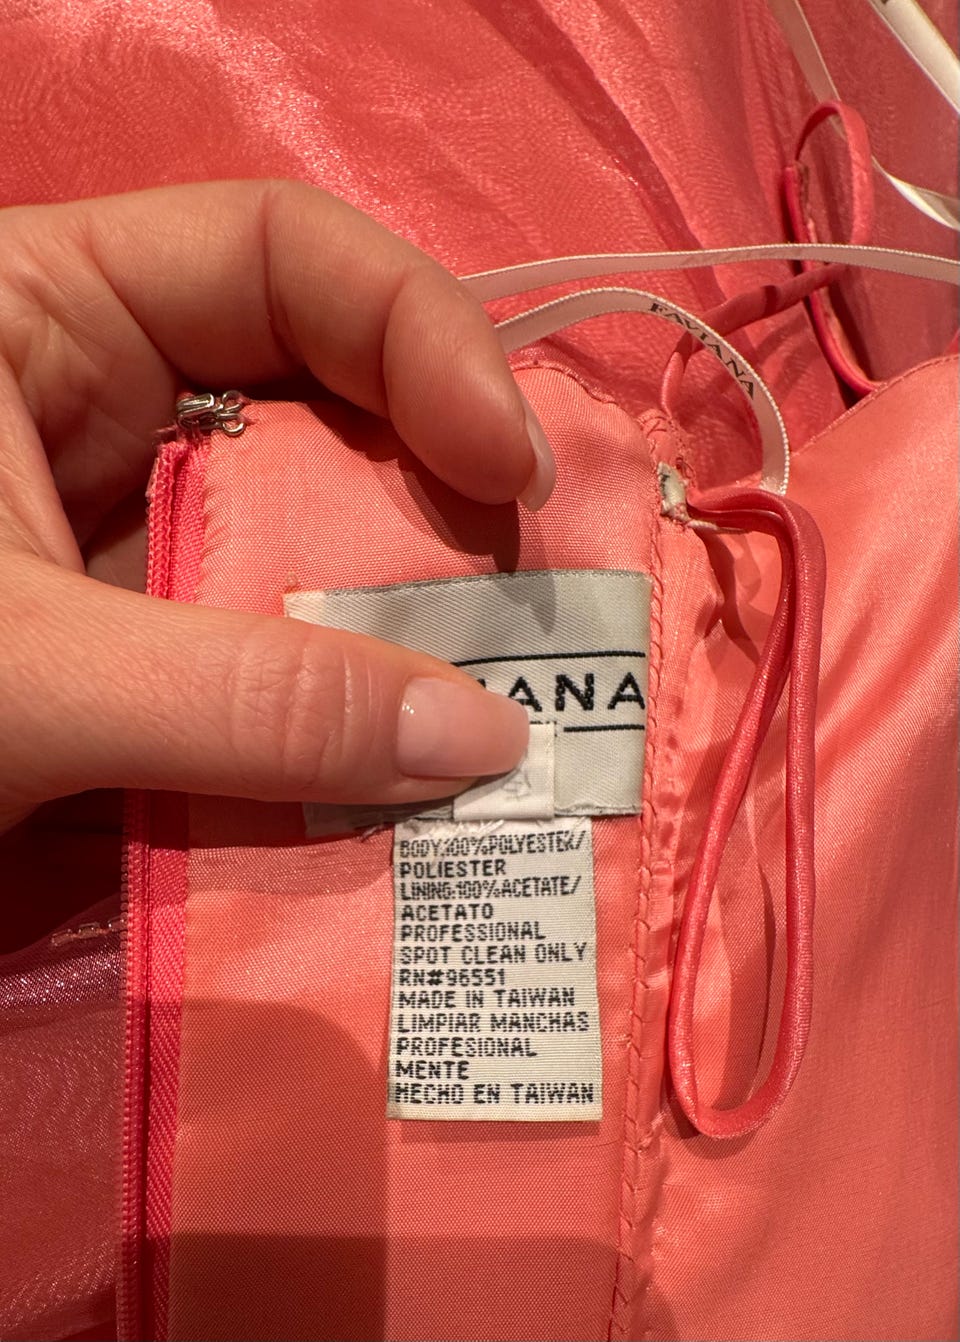 FAVIANA
IANA
BODY:100%POLYESTER/
POLIESTER
LINING:100%ACETATE/
ACETATO
PROFESSIONAL
SPOT CLEAN ONLY
RN#96551
MADE IN TAIWAN
LIMPIAR MANCHAS
PROFESIONAL
MENTE
HECHO EN TAIWAN